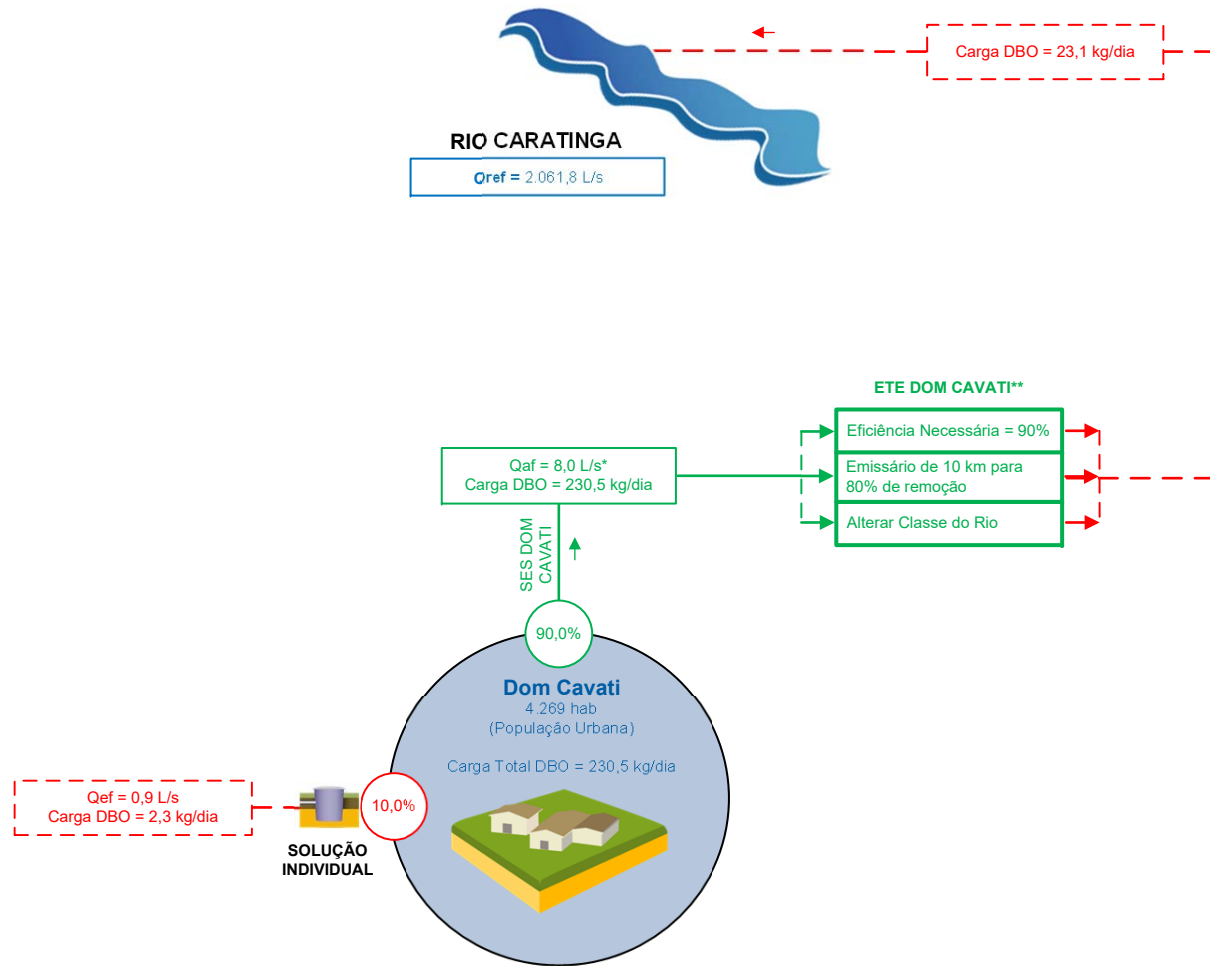 Carga DBO = 23,1 kg/dia
RIO CARATINGA
Qref = 2.061,8 L/s
ETE DOM CAVATI**
Eficiência Necessária = 90%
Emissário de 10 km para
80% de remoção
Alterar Classe do Rio
Qaf = 8,0 L/s*
Carga DBO = 230,5 kg/dia
SES DOM
CAVATI
90,0%
Dom Cavati
4.269 hab
(População Urbana)
Carga Total DBO = 230,5 kg/dia
10,0%
Qef = 0,9 L/s
Carga DBO = 2,3 kg/dia
SOLUÇÃO
INDIVIDUAL